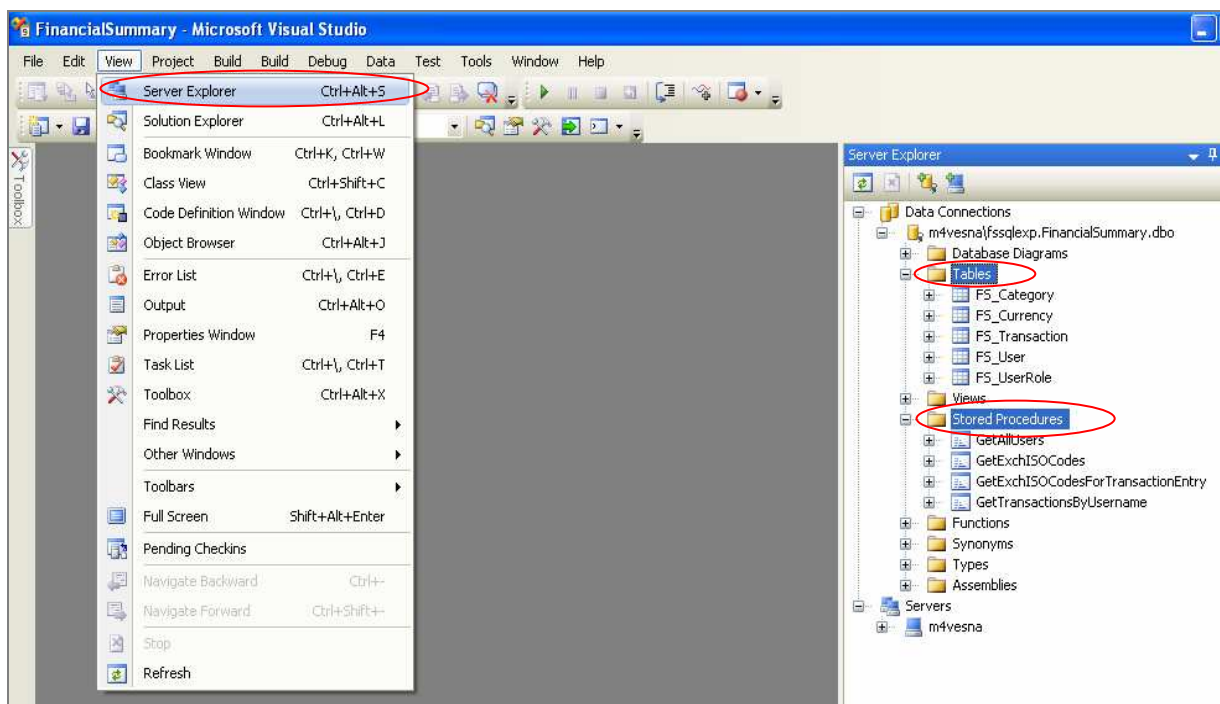 FinancialSummary - Microsoft Visual Studio
File Edit View Project Build Build Debug Data Test Tools Window Help
Server Explorer Ctrl+Alt+S
Solution Explorer Ctrl+Alt+L
Bookmark Window Ctrl+K, Ctrl+W
Class View Ctrl+Shift+C
Code Definition Window Ctrl+\, Ctrl+D
Object Browser Ctrl+Alt+J
Error List Ctrl+\, Ctrl+E
Output Ctrl+Alt+O
Properties Window F4
Task List Ctrl+\, Ctrl+T
Toolbox Ctrl+Alt+X
Find Results
Other Windows
Toolbars
Full Screen Shift+Alt+Enter
Pending Checkins
Navigate Backward Ctrl+-
Navigate Forward Ctrl+Shift+-
Stop
Refresh
Toolbox
Server Explorer
Data Connections
m4vesna\fssqlexp.FinancialSummary.dbo
Database Diagrams
Tables
FS_Category
FS_Currency
FS_Transaction
FS_User
FS_UserRole
Views
Stored Procedures
GetAllUsers
GetExchISOCodes
GetExchISOCodesForTransactionEntry
GetTransactionsByUsername
Functions
Synonyms
Types
Assemblies
Servers
m4vesna